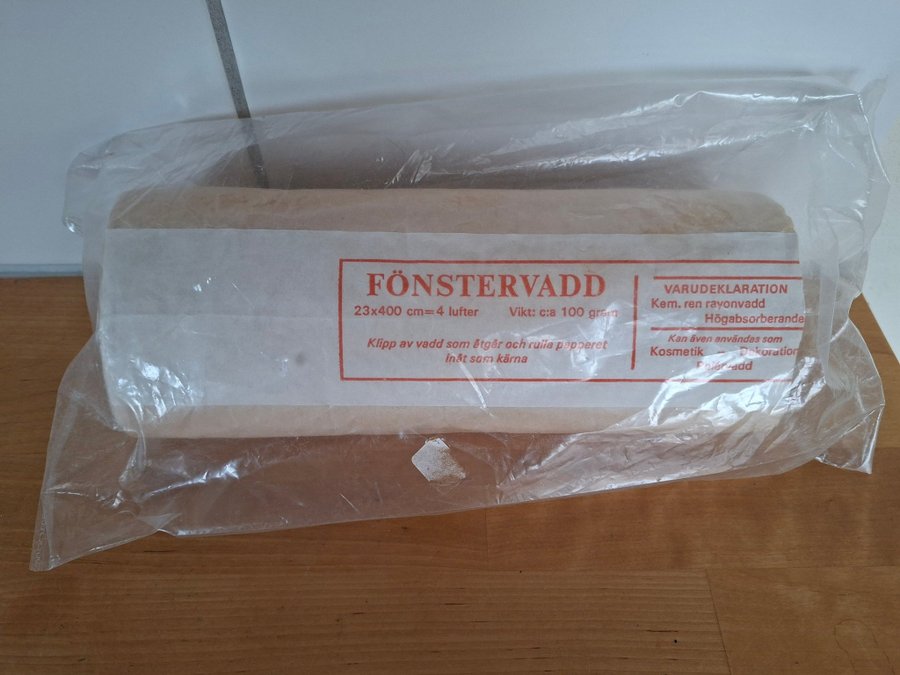 FÖNSTERVADD
23x400 cm=4 lufter Vikt: c:a 100 gram
Klipp av vadd som åtgår och rulla papperet
inåt som kärna
VARUDEKLARATION
Kem. ren rayonvadd
Högabsorberande
Kan även användas som
Kosmetik – Dekoration